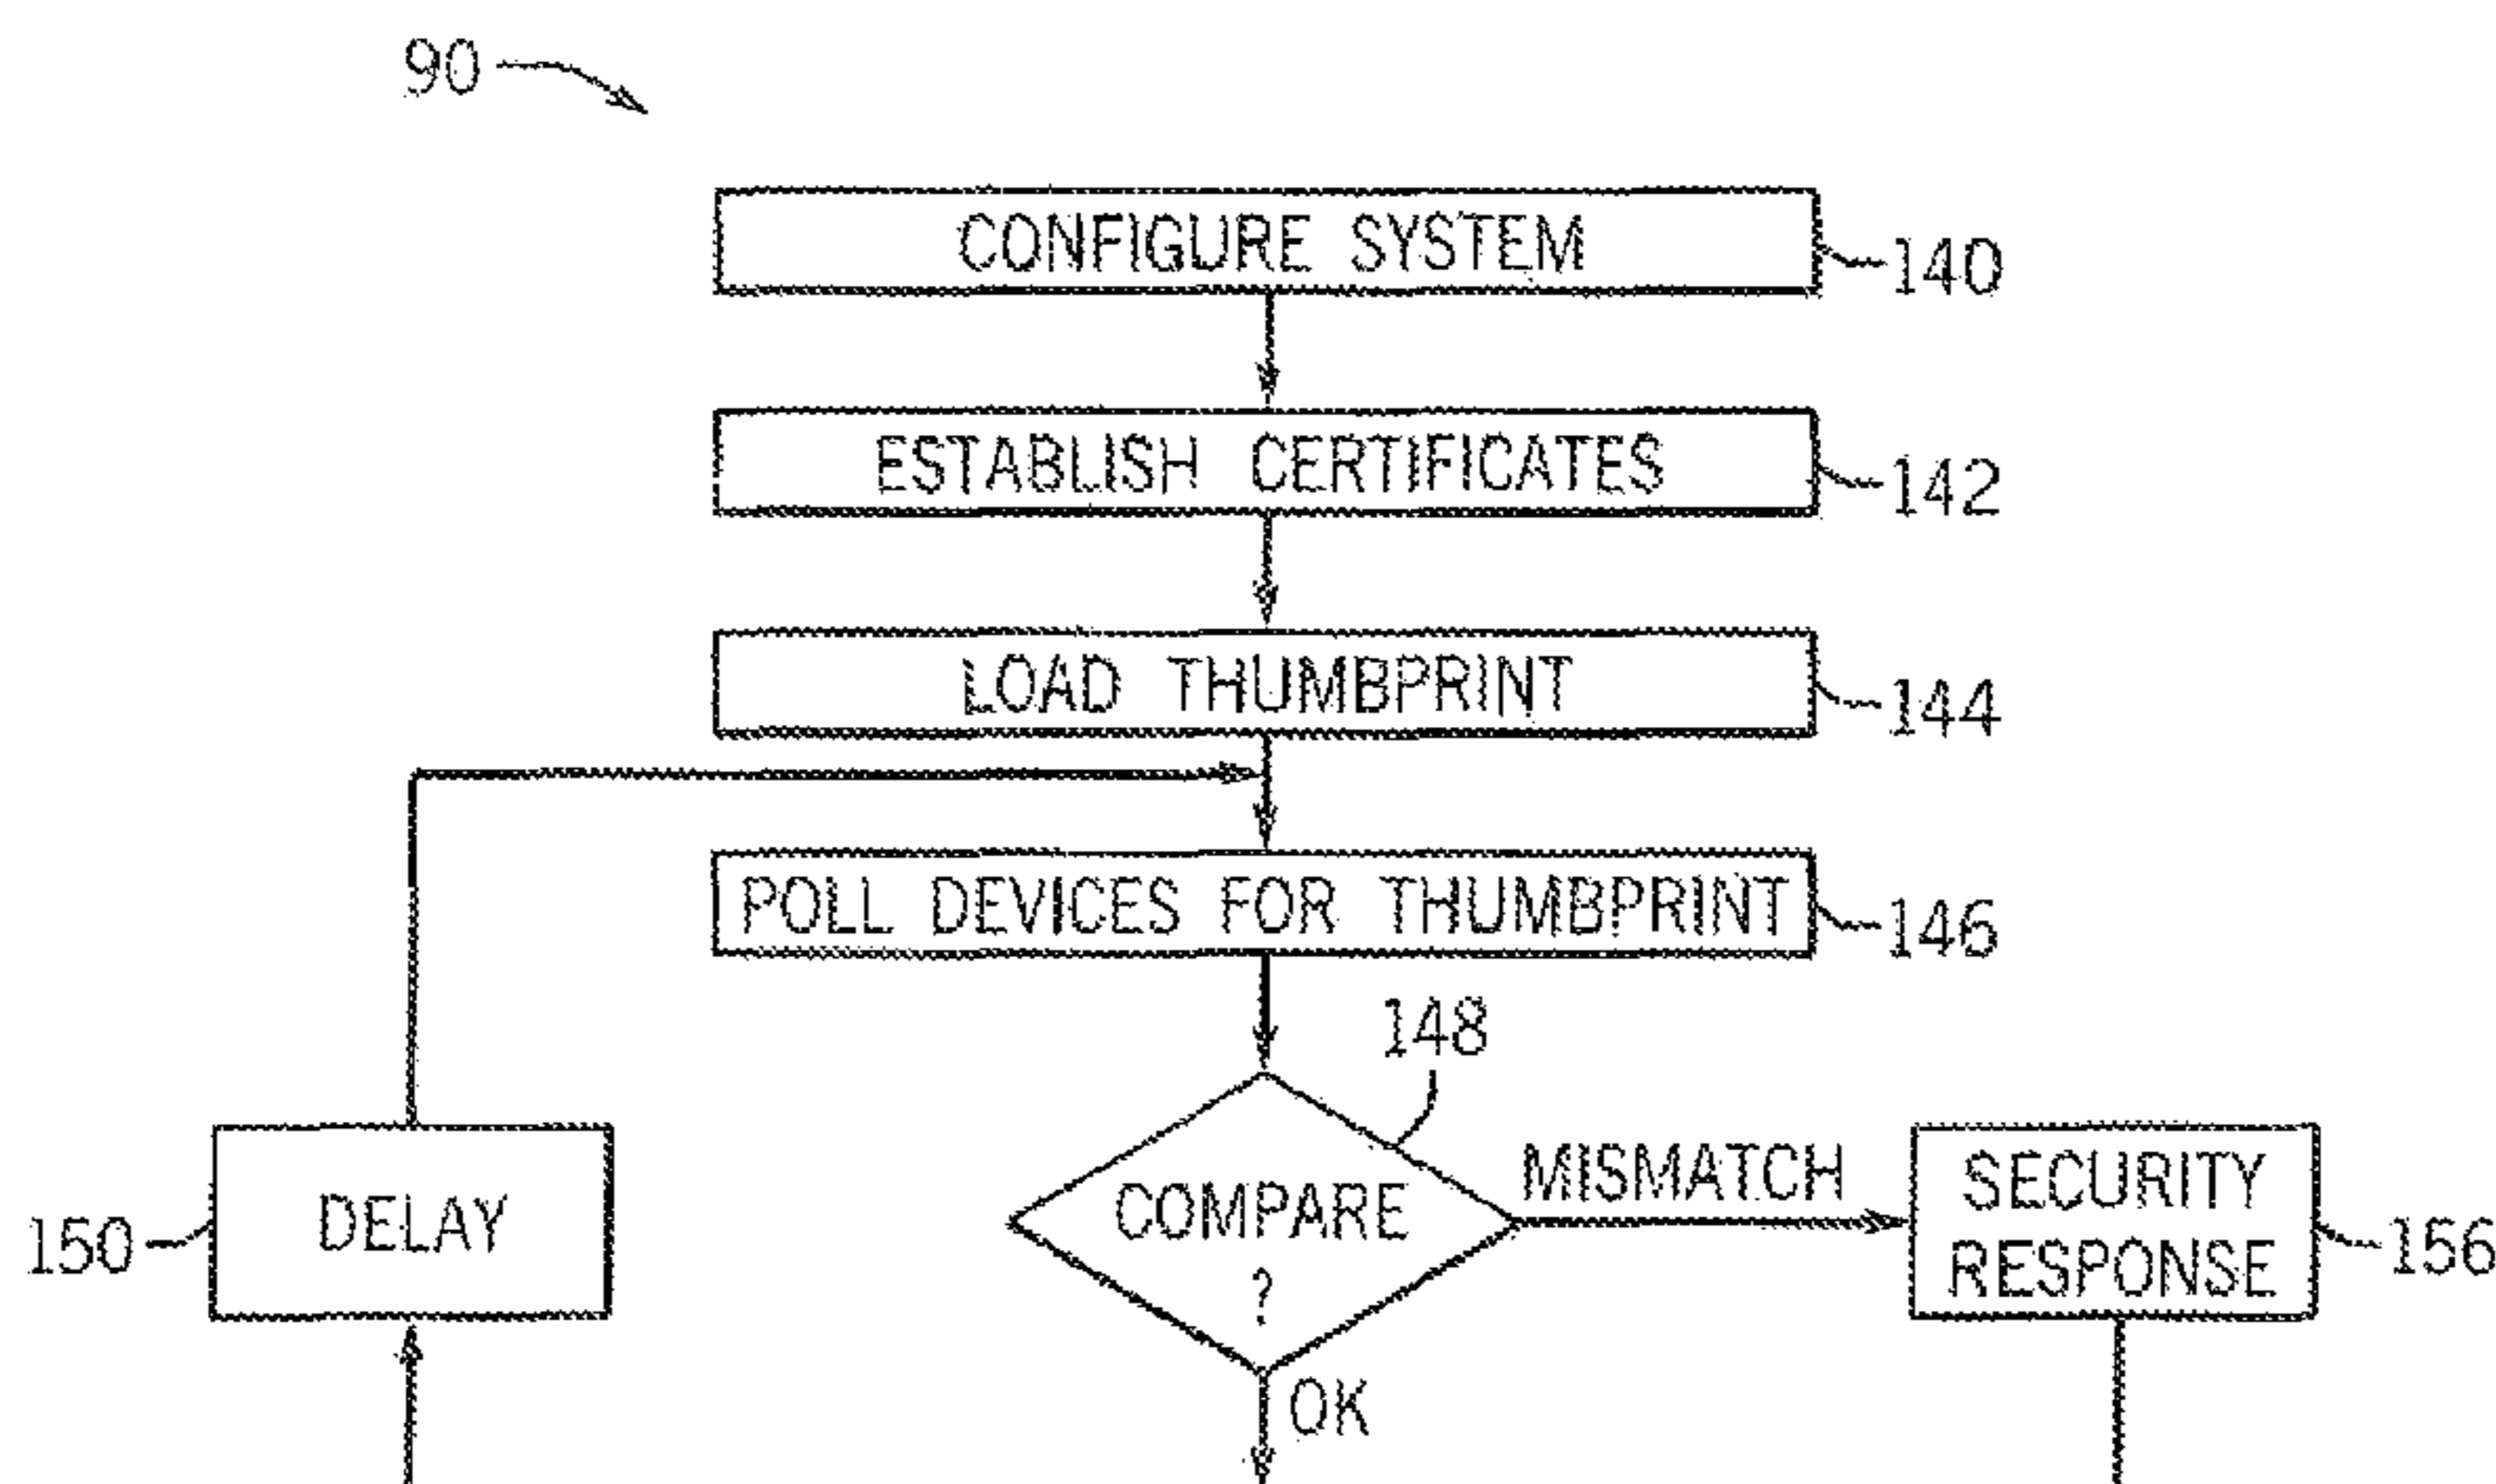 90
CONFIGURE SYSTEM
140
ESTABLISH CERTIFICATES
142
LOAD THUMBPRINT
144
POLL DEVICES FOR THUMBPRINT
146
148
MISMATCH
COMPARE
?
SECURITY
RESPONSE
156
DELAY
150
OK